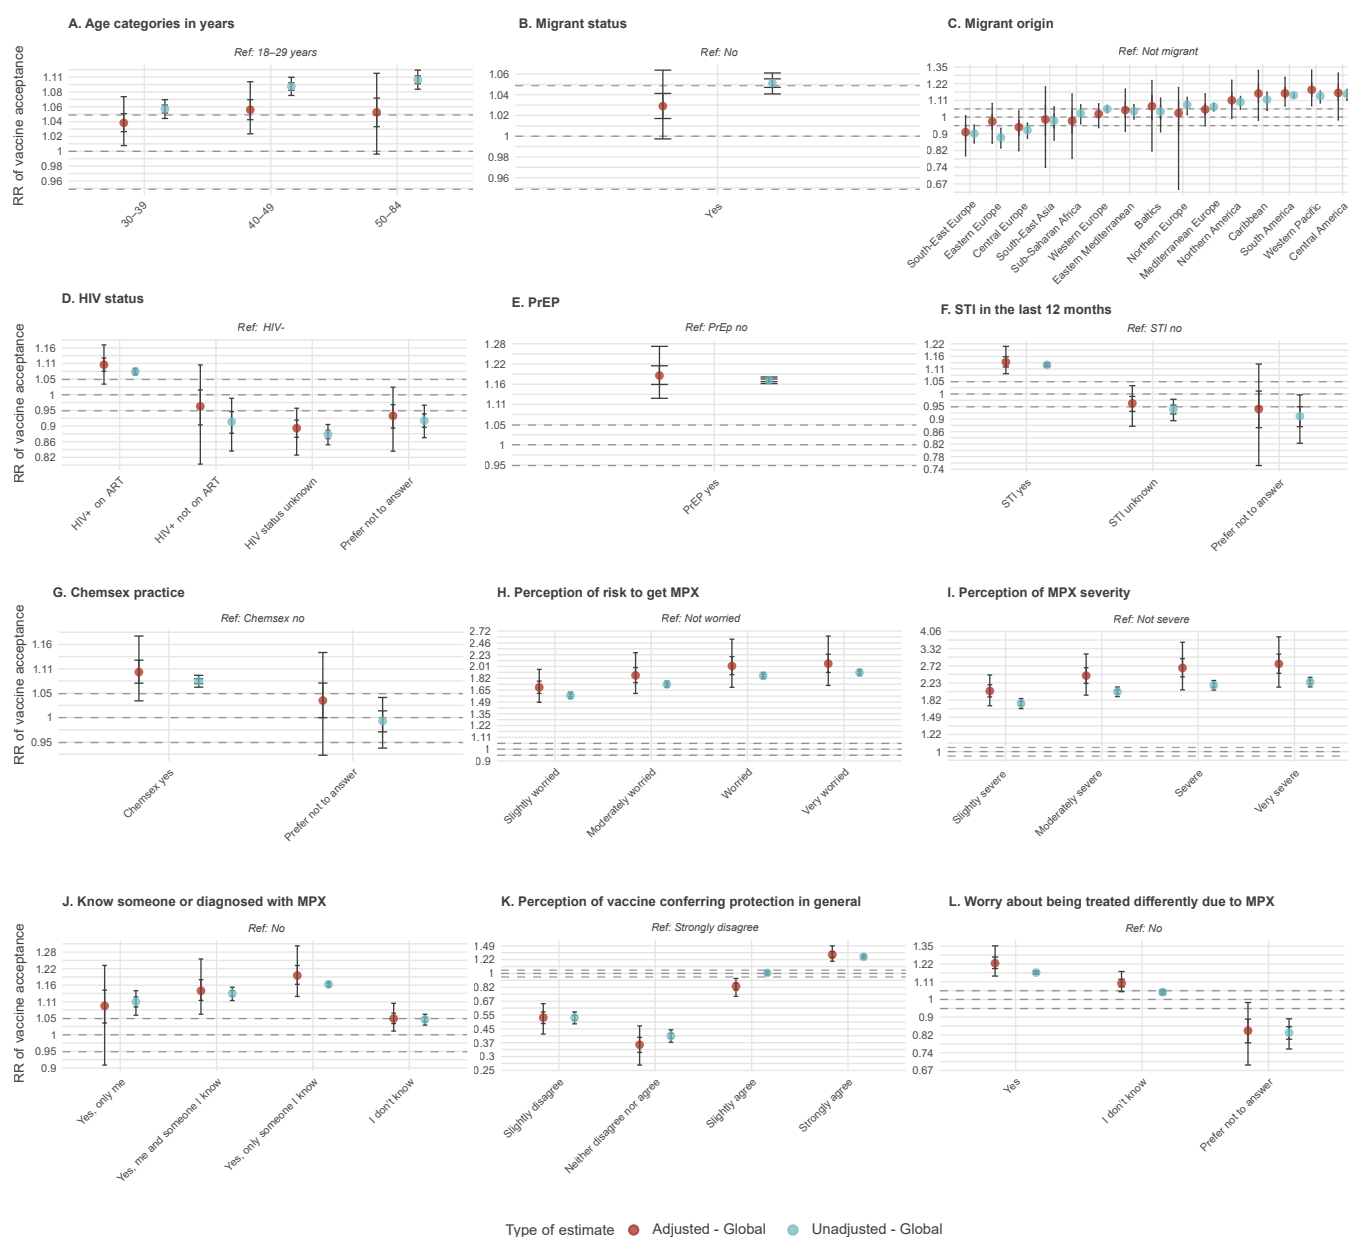 A. Age categories in years
Ref: 18–29 years
RR of vaccine acceptance
1.11
1.08
1.06
1.04
1.02
1
0.98
0.96
30–39
40–49
50–84
B. Migrant status
Ref: No
1.06
1.04
1.02
1
0.98
0.96
Yes
C. Migrant origin
Ref: Not migrant
1.35
1.22
1.11
1
0.9
0.82
0.74
0.67
South-East Europe
Eastern Europe
Central Europe
South-East Asia
Sub-Saharan Africa
Western Europe
Eastern Mediterranean
Baltics
Northern Europe
Mediterranean Europe
Northern America
Caribbean
South America
Western Pacific
Central America
D. HIV status
Ref: HIV-
RR of vaccine acceptance
1.16
1.11
1.05
1
0.95
0.9
0.86
0.82
HIV+ on ART
HIV+ not on ART
HIV status unknown
Prefer not to answer
E. PrEP
Ref: PrEp no
1.28
1.22
1.16
1.11
1.05
1
0.95
PrEP yes
F. STI in the last 12 months
Ref: STI no
1.22
1.16
1.11
1.05
1
0.95
0.9
0.86
0.82
0.78
0.74
STI yes
STI unknown
Prefer not to answer
G. Chemsex practice
Ref: Chemsex no
RR of vaccine acceptance
1.16
1.11
1.05
1
0.95
Chemsex yes
Prefer not to answer
H. Perception of risk to get MPX
Ref: Not worried
2.72
2.46
2.23
2.01
1.82
1.65
1.49
1.35
1.22
1.11
1
0.9
Slightly worried
Moderately worried
Worried
Very worried
I. Perception of MPX severity
Ref: Not severe
4.06
3.32
2.72
2.23
1.82
1.49
1.22
1
Slightly severe
Moderately severe
Severe
Very severe
J. Know someone or diagnosed with MPX
Ref: No
RR of vaccine acceptance
1.28
1.22
1.16
1.11
1.05
1
0.95
0.9
Yes, only me
Yes, me and someone I know
Yes, only someone I know
I don't know
K. Perception of vaccine conferring protection in general
Ref: Strongly disagree
1.49
1.22
1
0.82
0.67
0.55
0.45
0.37
0.3
0.25
Slightly disagree
Neither disagree nor agree
Slightly agree
Strongly agree
L. Worry about being treated differently due to MPX
Ref: No
1.35
1.22
1.11
1
0.9
0.82
0.74
0.67
Yes
I don't know
Prefer not to answer
Type of estimate
Adjusted - Global
Unadjusted - Global